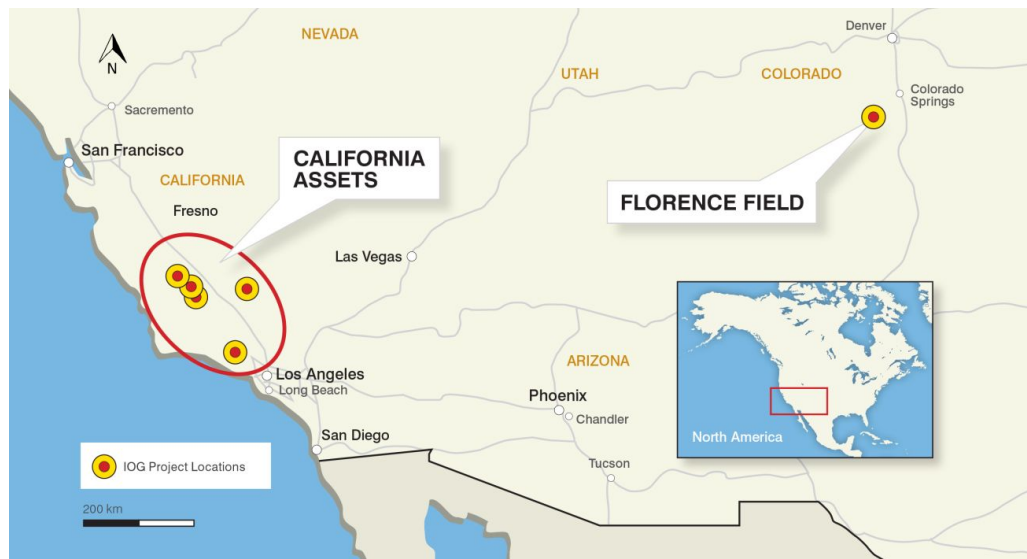 NEVADA
Denver
UTAH
COLORADO
Colorado
Springs
N
Sacramento
San Francisco
CALIFORNIA
ASSETS
CALIFORNIA
FLORENCE FIELD
Fresno
Las Vegas
ARIZONA
Los Angeles
Long Beach
Phoenix
Chandler
North America
San Diego
Tucson
IOG Project Locations
200 km